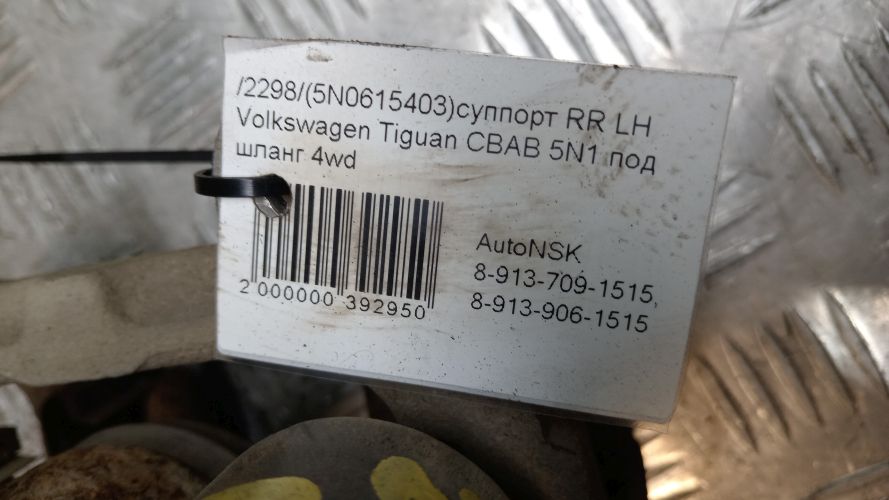 /2298/(5N0615403)суппорт RR LH
Volkswagen Tiguan CBAB 5N1 под
шланг 4wd
AutoNSK
8-913-709-1515,
8-913-906-1515
2 000000 392950